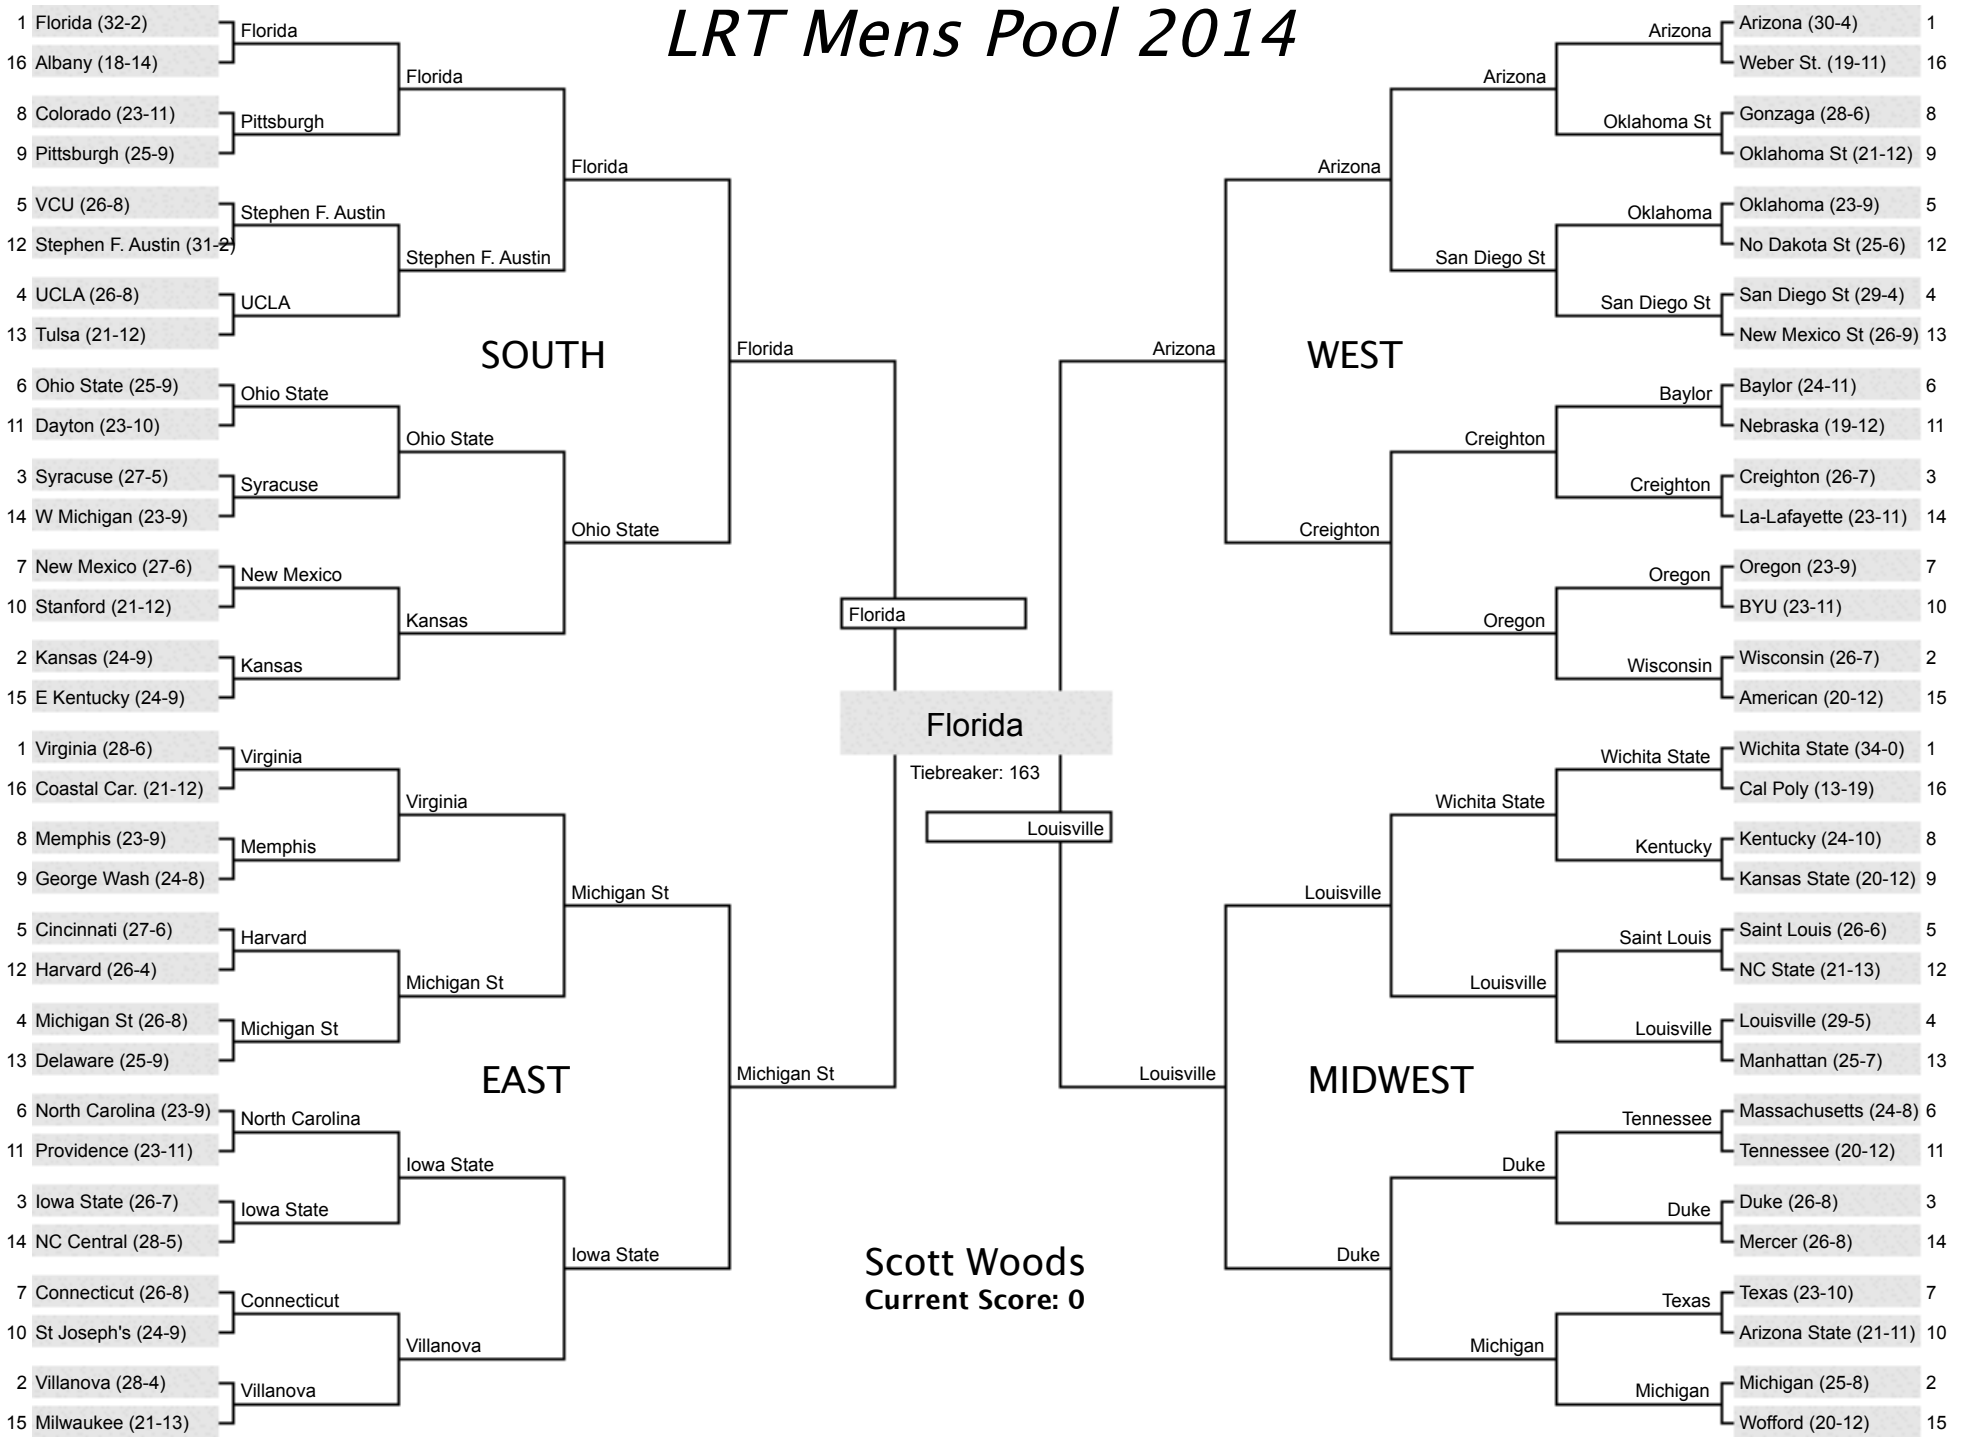 LRT Mens Pool 2014
1 Florida (32-2)
Florida
16 Albany (18-14)
Florida
8 Colorado (23-11)
Pittsburgh
9 Pittsburgh (25-9)
Florida
5 VCU (26-8)
Stephen F. Austin
12 Stephen F. Austin (31-2)
Stephen F. Austin
4 UCLA (26-8)
UCLA
13 Tulsa (21-12)
SOUTH
Florida
6 Ohio State (25-9)
Ohio State
11 Dayton (23-10)
Ohio State
3 Syracuse (27-5)
Syracuse
14 W Michigan (23-9)
Ohio State
7 New Mexico (27-6)
New Mexico
10 Stanford (21-12)
Kansas
2 Kansas (24-9)
Kansas
15 E Kentucky (24-9)
1 Virginia (28-6)
Virginia
16 Coastal Car. (21-12)
Virginia
8 Memphis (23-9)
Memphis
9 George Wash (24-8)
Michigan St
5 Cincinnati (27-6)
Harvard
12 Harvard (26-4)
Michigan St
4 Michigan St (26-8)
Michigan St
13 Delaware (25-9)
EAST
Michigan St
6 North Carolina (23-9)
North Carolina
11 Providence (23-11)
Iowa State
3 Iowa State (26-7)
Iowa State
14 NC Central (28-5)
Iowa State
7 Connecticut (26-8)
Connecticut
10 St Joseph's (24-9)
Villanova
2 Villanova (28-4)
Villanova
15 Milwaukee (21-13)
Florida
Florida
Tiebreaker: 163
Louisville
Scott Woods
Current Score: 0
Arizona (30-4) 1
Arizona
Weber St. (19-11) 16
Arizona
Gonzaga (28-6) 8
Oklahoma St
Oklahoma St (21-12) 9
Arizona
Oklahoma (23-9) 5
Oklahoma
No Dakota St (25-6) 12
San Diego St
San Diego St (29-4) 4
San Diego St
New Mexico St (26-9) 13
WEST
Arizona
Baylor (24-11) 6
Baylor
Nebraska (19-12) 11
Creighton
Creighton (26-7) 3
Creighton
La-Lafayette (23-11) 14
Creighton
Oregon (23-9) 7
Oregon
BYU (23-11) 10
Oregon
Wisconsin (26-7) 2
Wisconsin
American (20-12) 15
Wichita State (34-0) 1
Wichita State
Cal Poly (13-19) 16
Wichita State
Kentucky (24-10) 8
Kentucky
Kansas State (20-12) 9
Louisville
Saint Louis (26-6) 5
Saint Louis
NC State (21-13) 12
Louisville
Louisville (29-5) 4
Louisville
Manhattan (25-7) 13
MIDWEST
Louisville
Massachusetts (24-8) 6
Tennessee
Tennessee (20-12) 11
Duke
Duke (26-8) 3
Duke
Mercer (26-8) 14
Duke
Texas (23-10) 7
Texas
Arizona State (21-11) 10
Michigan
Michigan (25-8) 2
Michigan
Wofford (20-12) 15